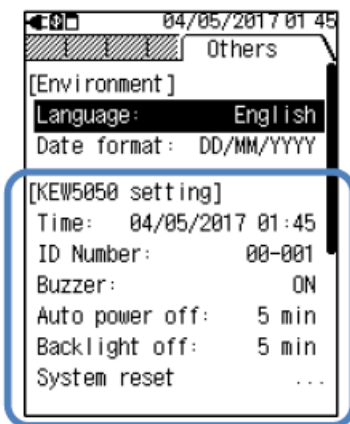 04/05/2017 01 45
Others
[Environment]
Language: English
Date format: DD/MM/YYYY
[KEW5050 setting]
Time: 04/05/2017 01:45
ID Number: 00-001
Buzzer: ON
Auto power off: 5 min
Backlight off: 5 min
System reset ...